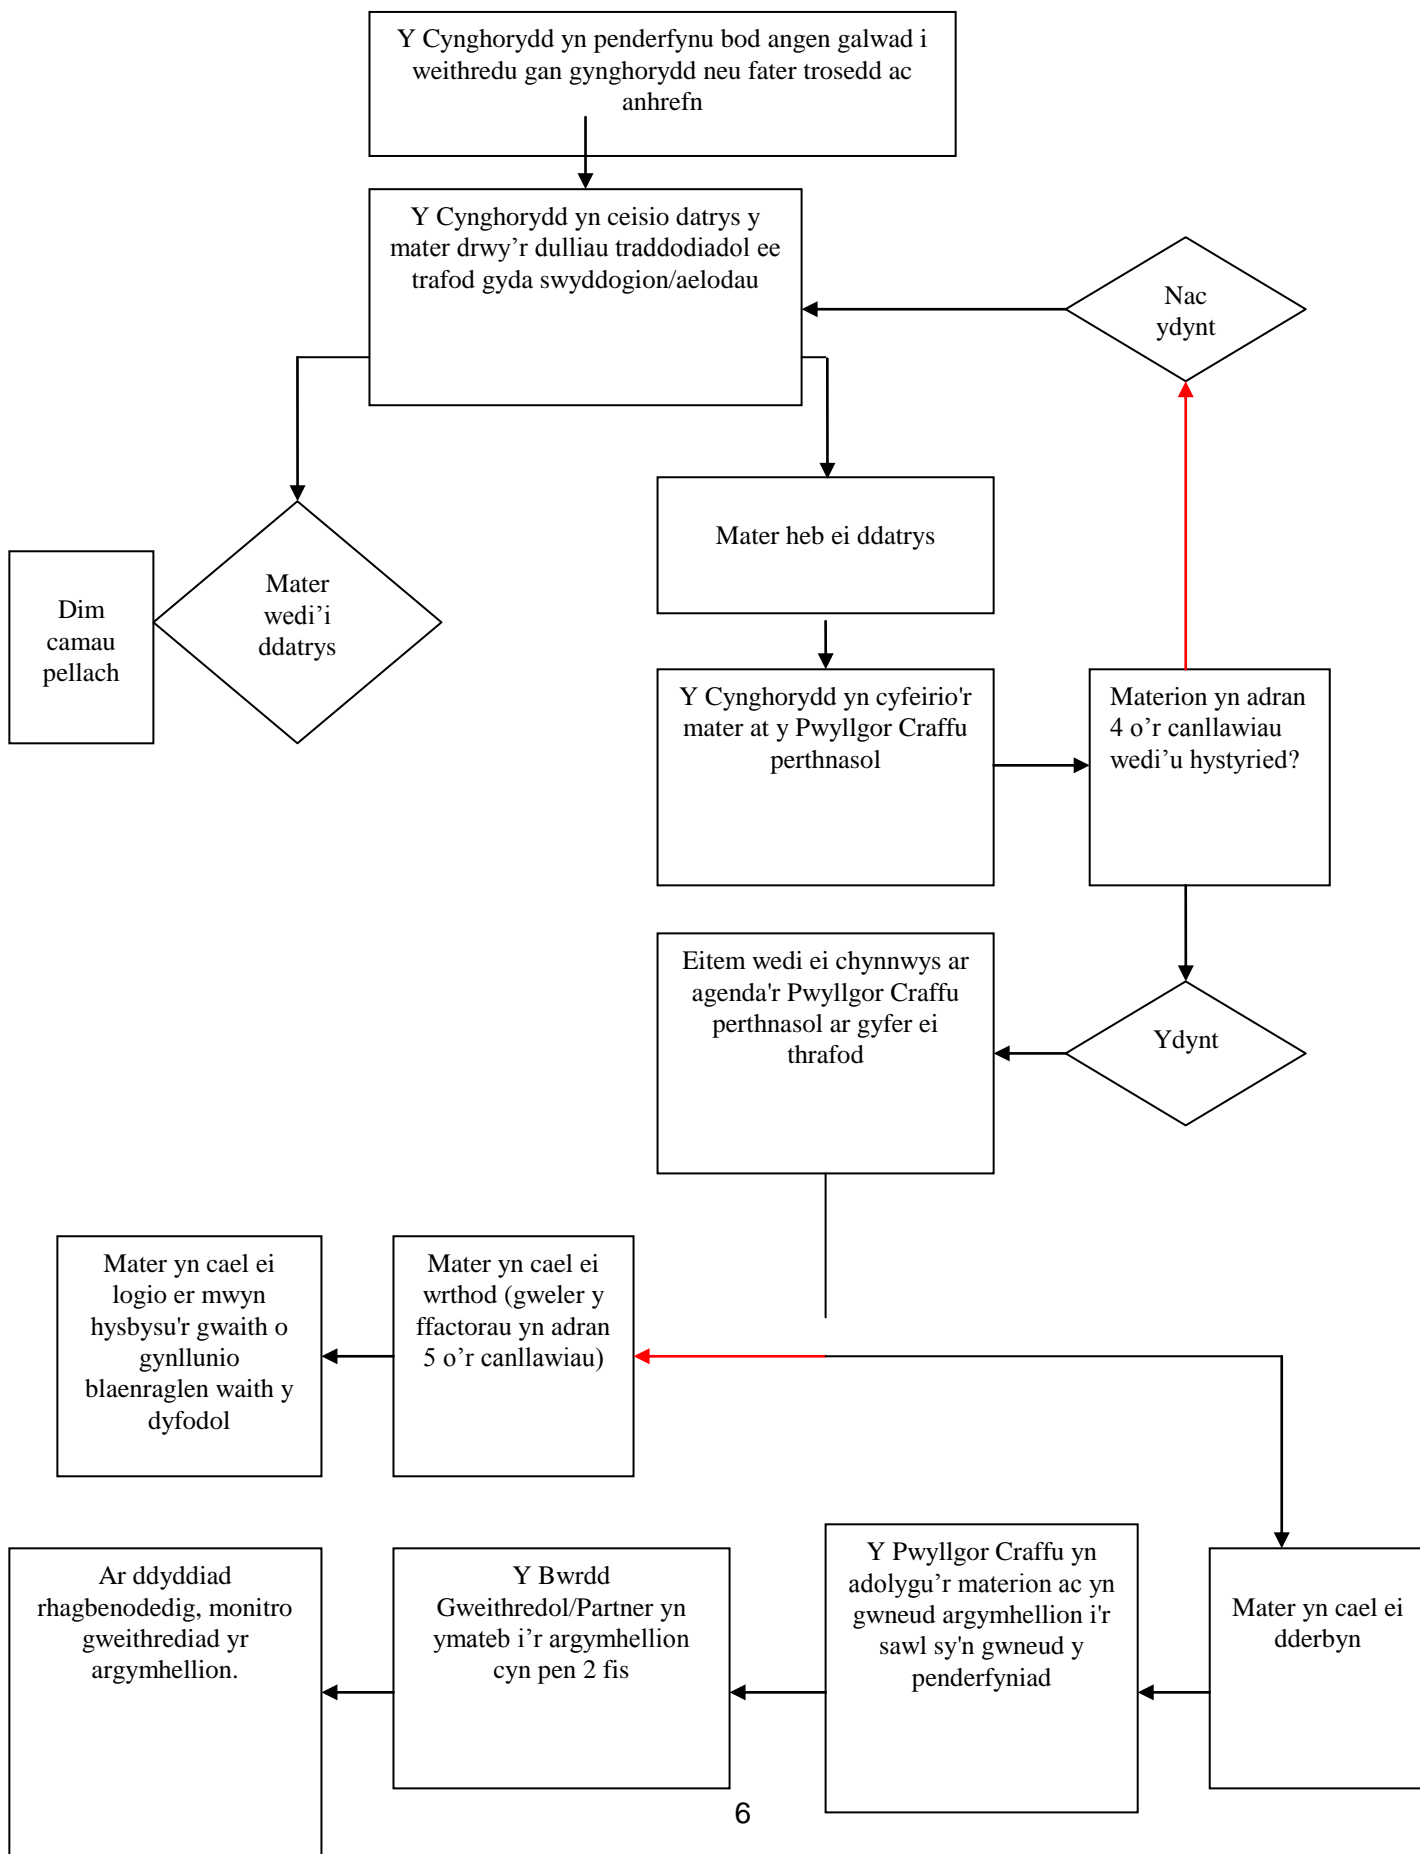 Y Cynghorydd yn penderfynu bod angen galwad i
weithredu gan gynghorydd neu fater trosedd ac
anhrefn
Y Cynghorydd yn ceisio datrys y
mater drwy’r dulliau traddodiadol ee
trafod gyda swyddogion/aelodau
Nac
ydynt
Mater heb ei ddatrys
Mater
wedi’i
ddatrys
Dim
camau
pellach
Y Cynghorydd yn cyfeirio'r
mater at y Pwyllgor Craffu
perthnasol
Materion yn adran
4 o’r canllawiau
wedi’u hystyried?
Eitem wedi ei chynnwys ar
agenda'r Pwyllgor Craffu
perthnasol ar gyfer ei
thrafod
Ydynt
Mater yn cael ei
logio er mwyn
hysbysu'r gwaith o
gynllunio
blaenraglen waith y
dyfodol
Mater yn cael ei
wrthod (gweler y
ffactorau yn adran
5 o’r canllawiau)
Ar ddyddiad
rhagbenodedig, monitro
gweithrediad yr
argymhellion.
Y Bwrdd
Gweithredol/Partner yn
ymateb i’r argymhellion
cyn pen 2 fis
Y Pwyllgor Craffu yn
adolygu’r materion ac yn
gwneud argymhellion i'r
sawl sy'n gwneud y
penderfyniad
Mater yn cael ei
dderbyn
6